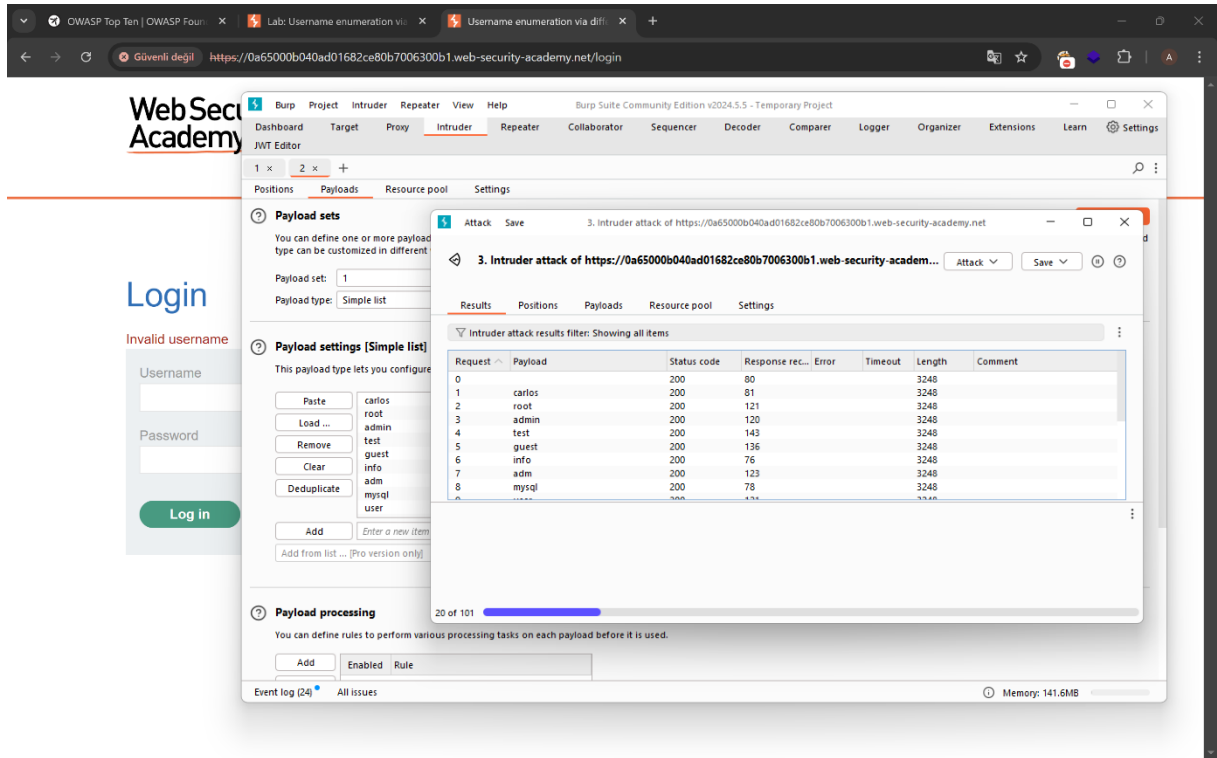 OWASP Top Ten | OWASP Foun
Lab: Username enumeration via
Username enumeration via diffe
Güvenli değil https://0a65000b040ad01682ce80b7006300b1.web-security-academy.net/login
A
WebSecu
Academy
Login
Invalid username
Username
Password
Log in
Burp Project Intruder Repeater View Help
Burp Suite Community Edition v2024.5.5 - Temporary Project
Dashboard Target Proxy Intruder Repeater Collaborator Sequencer Decoder Comparer Logger Organizer Extensions Learn Settings
JWT Editor
1 × 2 × +
Positions Payloads Resource pool Settings
Payload sets
You can define one or more payload
type can be customized in different
Payload set: 1
Payload type: Simple list
Payload settings [Simple list]
This payload type lets you configure
Paste
Load ...
Remove
Clear
Deduplicate
carlos
root
admin
test
guest
info
adm
mysql
user
Add
Enter a new item
Add from list ... [Pro version only]
Payload processing
You can define rules to perform various processing tasks on each payload before it is used.
Add
Enabled Rule
Event log (24) All issues
Memory: 141.6MB
Attack Save
3. Intruder attack of https://0a65000b040ad01682ce80b7006300b1.web-security-academy.net
3. Intruder attack of https://0a65000b040ad01682ce80b7006300b1.web-security-academ...
Attack
Save
Results Positions Payloads Resource pool Settings
Intruder attack results filter: Showing all items
Request Payload Status code Response rec... Error Timeout Length Comment
0 200 80 3248
1 carlos 200 81 3248
2 root 200 121 3248
3 admin 200 120 3248
4 test 200 143 3248
5 guest 200 136 3248
6 info 200 76 3248
7 adm 200 123 3248
8 mysql 200 78 3248
20 of 101